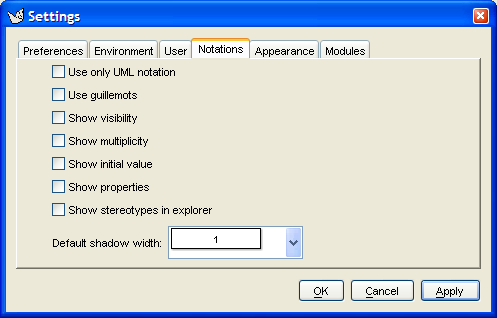 Settings
Preferences Environment User Notations Appearance Modules
Use only UML notation
Use guillemots
Show visibility
Show multiplicity
Show initial value
Show properties
Show stereotypes in explorer
Default shadow width: 1
OK Cancel Apply